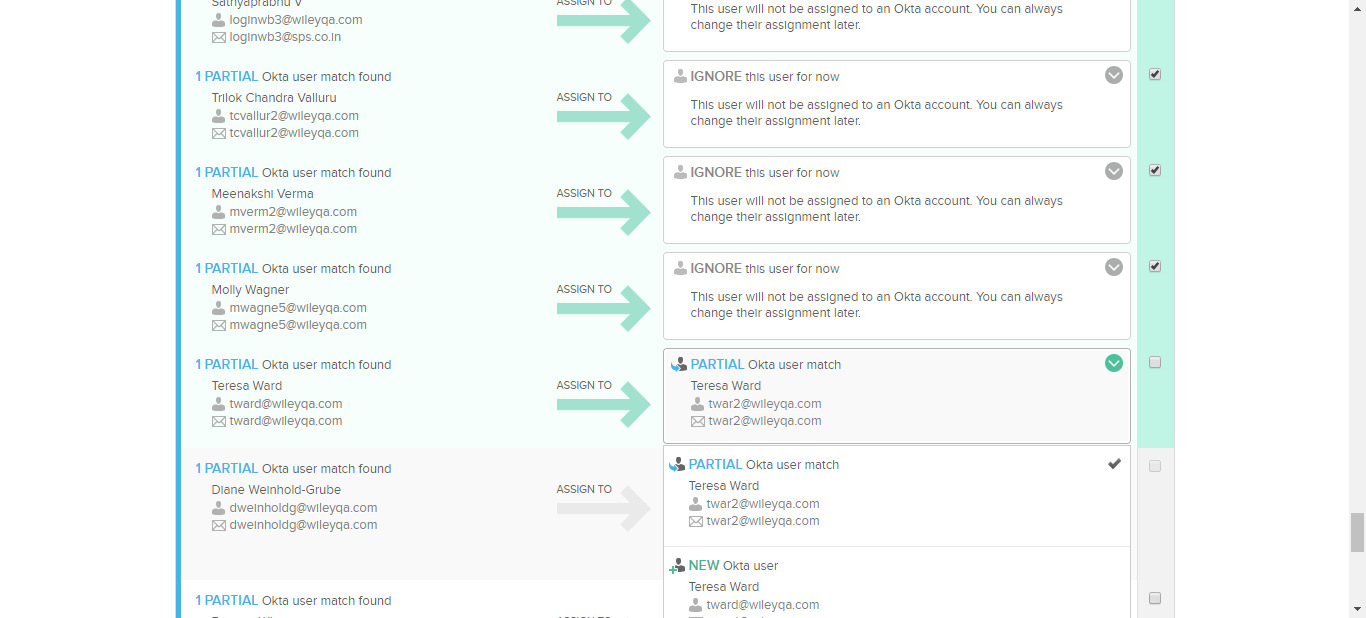 Sathyaprabhu V
loginwb3@wileyqa.com
loginwb3@sps.co.in
ASSIGN TO
This user will not be assigned to an Okta account. You can always
change their assignment later.
1 PARTIAL Okta user match found
Trilok Chandra Valluru
tcvallur2@wileyqa.com
tcvallur2@wileyqa.com
ASSIGN TO
IGNORE this user for now
This user will not be assigned to an Okta account. You can always
change their assignment later.
1 PARTIAL Okta user match found
Meenakshi Verma
mverm2@wileyqa.com
mverm2@wileyqa.com
ASSIGN TO
IGNORE this user for now
This user will not be assigned to an Okta account. You can always
change their assignment later.
1 PARTIAL Okta user match found
Molly Wagner
mwagne5@wileyqa.com
mwagne5@wileyqa.com
ASSIGN TO
IGNORE this user for now
This user will not be assigned to an Okta account. You can always
change their assignment later.
1 PARTIAL Okta user match found
Teresa Ward
tward@wileyqa.com
tward@wileyqa.com
ASSIGN TO
PARTIAL Okta user match
Teresa Ward
twar2@wileyqa.com
twar2@wileyqa.com
1 PARTIAL Okta user match found
Diane Weinhold-Grube
dweinholdg@wileyqa.com
dweinholdg@wileyqa.com
ASSIGN TO
PARTIAL Okta user match
Teresa Ward
twar2@wileyqa.com
twar2@wileyqa.com
NEW Okta user
Teresa Ward
tward@wileyqa.com
1 PARTIAL Okta user match found